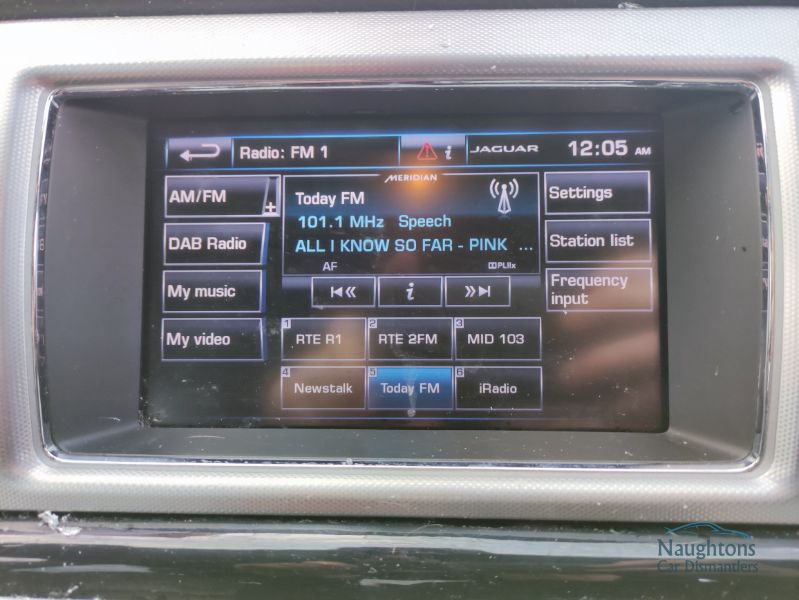 Radio: FM 1
i
JAGUAR
12:05 AM
AM/FM
+
DAB Radio
My music
My video
MERIDIAN
Today FM
101.1 MHz Speech
ALL I KNOW SO FAR - PINK ...
AF
PLIIx
i
Settings
Station list
Frequency
input
1 RTE R1
2 RTE 2FM
3 MID 103
4 Newstalk
5 Today FM
6 iRadio
Naughtons
Car Dismanders